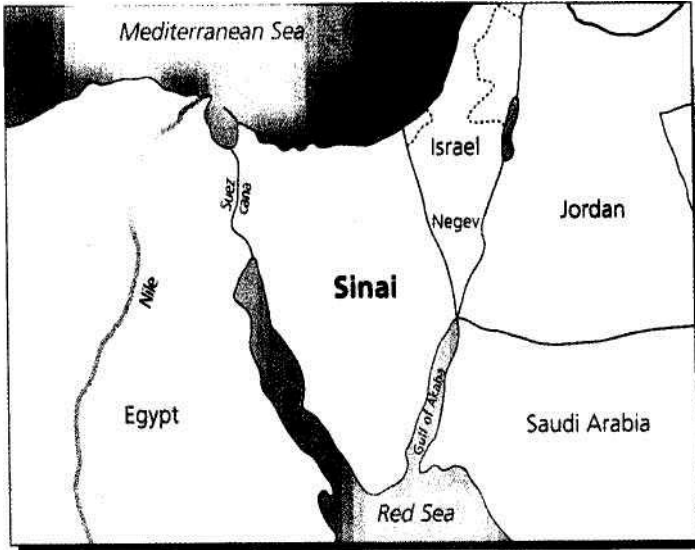 Mediterranean Sea
Israel
Suez
cana
Negev
Jordan
Sinai
Nile
Gulf of Akaba
Egypt
Saudi Arabia
Red Sea